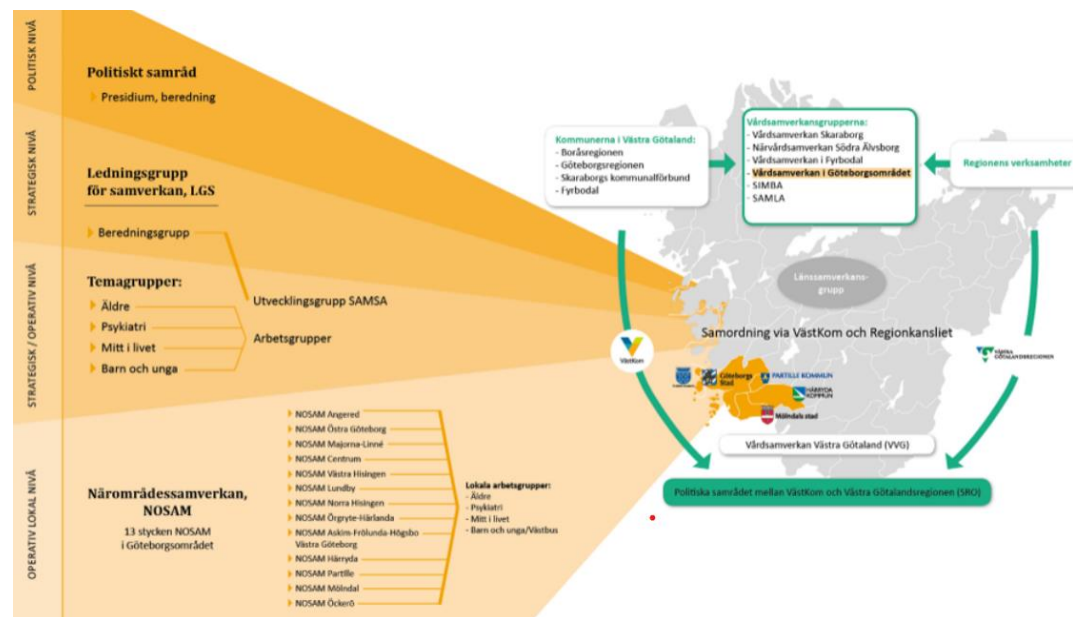 POLITISK NIVÅ
Politiskt samråd
Presidium, beredning
STRATEGISK NIVÅ
Ledningsgrupp
för samverkan, LGS
Beredningsgrupp
STRATEGISK / OPERATIV NIVÅ
Temagrupper:
Äldre
Psykiatri
Mitt i livet
Barn och unga
Utvecklingsgrupp SAMSA
Arbetsgrupper
OPERATIV LOKAL NIVÅ
Närområdessamverkan,
NOSAM
13 stycken NOSAM
i Göteborgsområdet
NOSAM Angered
NOSAM Östra Göteborg
NOSAM Majorna-Linné
NOSAM Centrum
NOSAM Västra Hisingen
NOSAM Lundby
NOSAM Norra Hisingen
NOSAM Örgryte-Härlanda
NOSAM Askim-Frölunda-Högsbo
Västra Göteborg
NOSAM Härryda
NOSAM Partille
NOSAM Mölndal
NOSAM Öckerö
Lokala arbetsgrupper:
- Äldre
- Psykiatri
- Mitt i livet
- Barn och unga/Västbus
Kommunerna i Västra Götaland:
- Boråsregionen
- Göteborgsregionen
- Skaraborgs kommunalförbund
- Fyrbodal
Vårdsamverkansgrupperna:
- Vårdsamverkan Skaraborg
- Närvårdsamverkan Södra Älvsborg
- Vårdsamverkan i Fyrbodal
- Vårdsamverkan i Göteborgsområdet
- SIMBA
- SAMLA
Regionens verksamheter
Länssamverkans-
grupp
Samordning via VästKom och Regionkansliet
VästKom
VÄSTRA
GÖTALANDSREGIONEN
Göteborgs
Stad
PARTILLE KOMMUN
HÄRRYDA
KOMMUN
Mölndals stad
Vårdsamverkan Västra Götaland (VVG)
Politiska samrådet mellan VästKom och Västra Götalandsregionen (SRO)